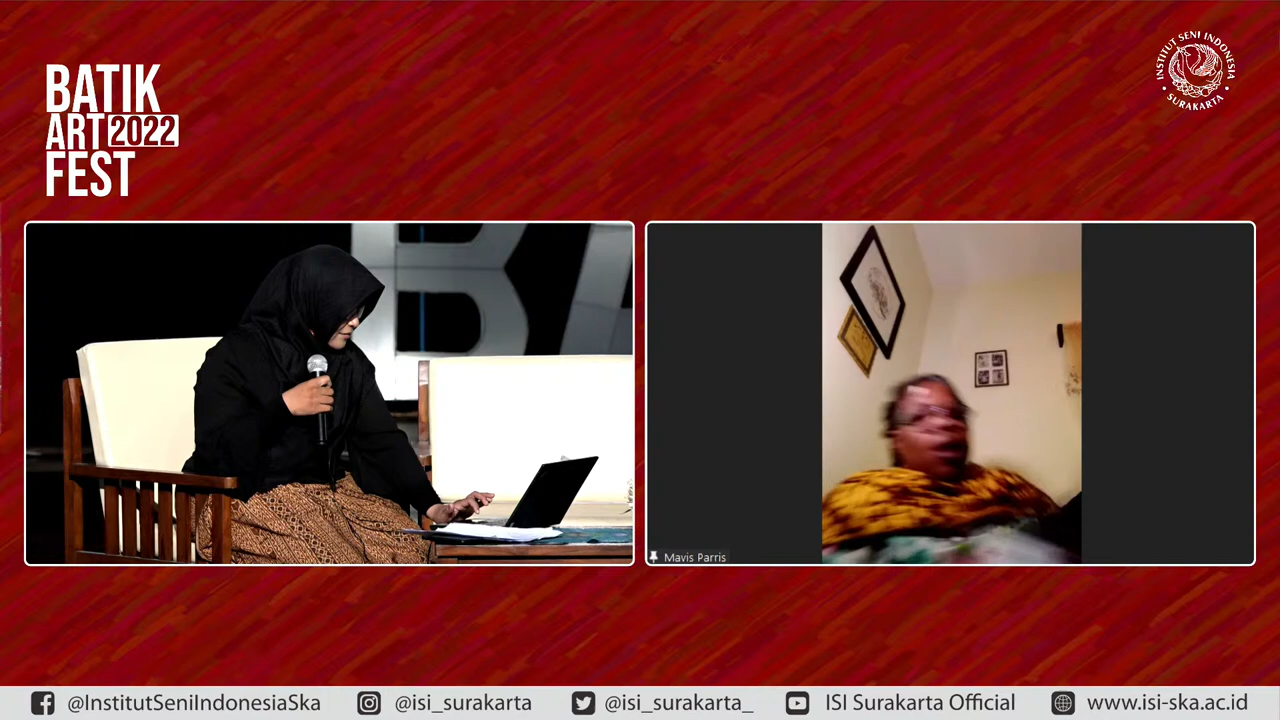 BATIK
ART 2022
FEST
INSTITUT SENI INDONESIA
• SURAKARTA •
BA
Mavis Parris
@InstitutSeniIndonesiaSka
@isi_surakarta
@isi_surakarta_
ISI Surakarta Official
www.isi-ska.ac.id